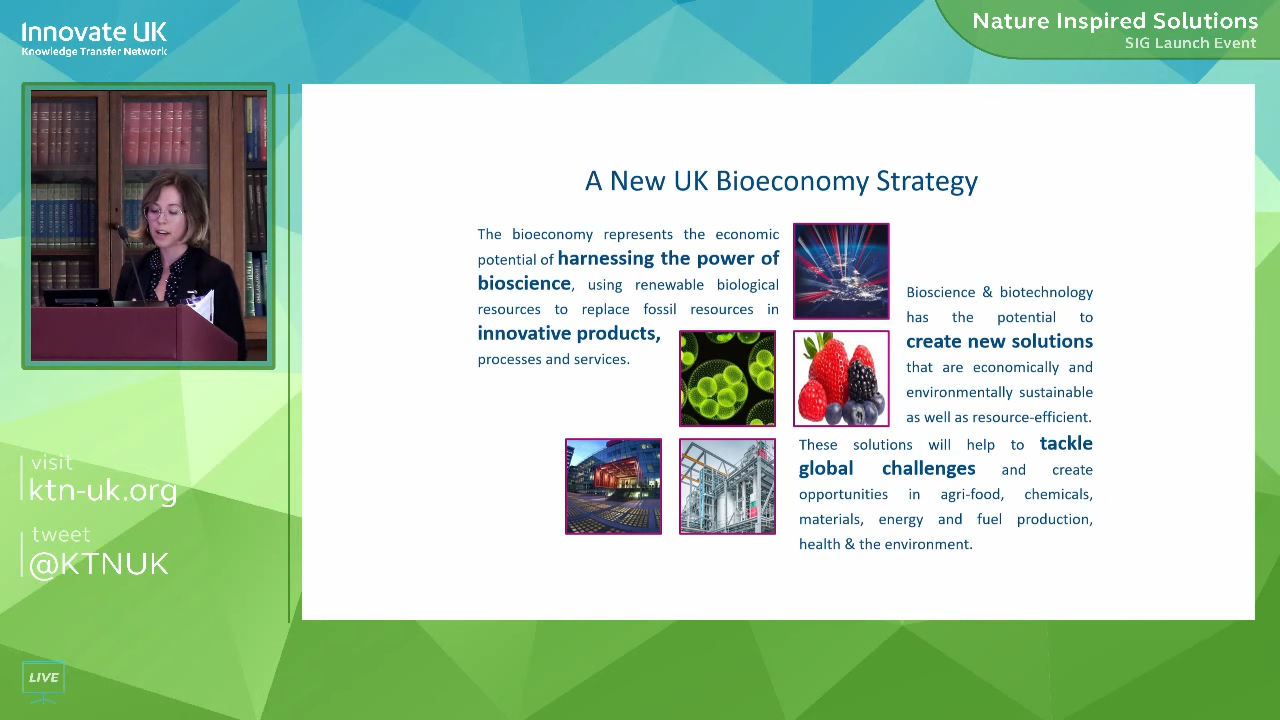 Innovate UK
Knowledge Transfer Network
Nature Inspired Solutions
SIG Launch Event
A New UK Bioeconomy Strategy
The bioeconomy represents the economic
potential of harnessing the power of
bioscience, using renewable biological
resources to replace fossil resources in
innovative products,
processes and services.
Bioscience & biotechnology
has the potential to
create new solutions
that are economically and
environmentally sustainable
as well as resource-efficient.
These solutions will help to tackle
global challenges and create
opportunities in agri-food, chemicals,
materials, energy and fuel production,
health & the environment.
visit
ktn-uk.org
tweet
@KTNUK
LIVE